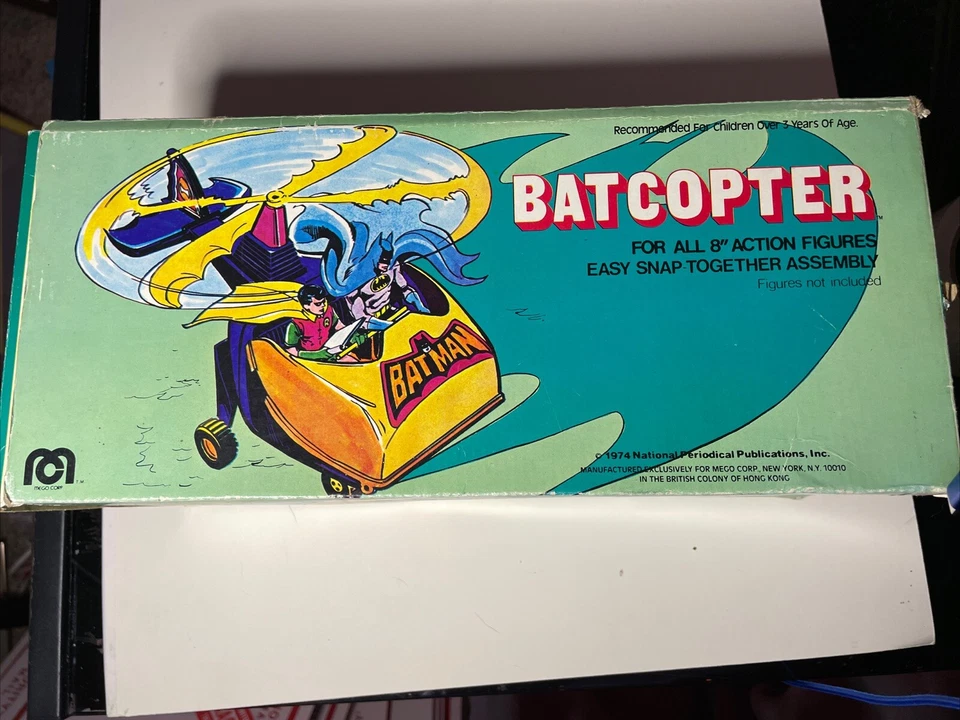 Recommended For Children Over 3 Years Of Age.
BATCOPTER™
FOR ALL 8" ACTION FIGURES
EASY SNAP-TOGETHER ASSEMBLY
Figures not included
BATMAN
© 1974 National Periodical Publications, Inc.
MANUFACTURED EXCLUSIVELY FOR MEGO CORP., NEW YORK, N.Y. 10010
IN THE BRITISH COLONY OF HONG KONG
MEGO CORP
TM